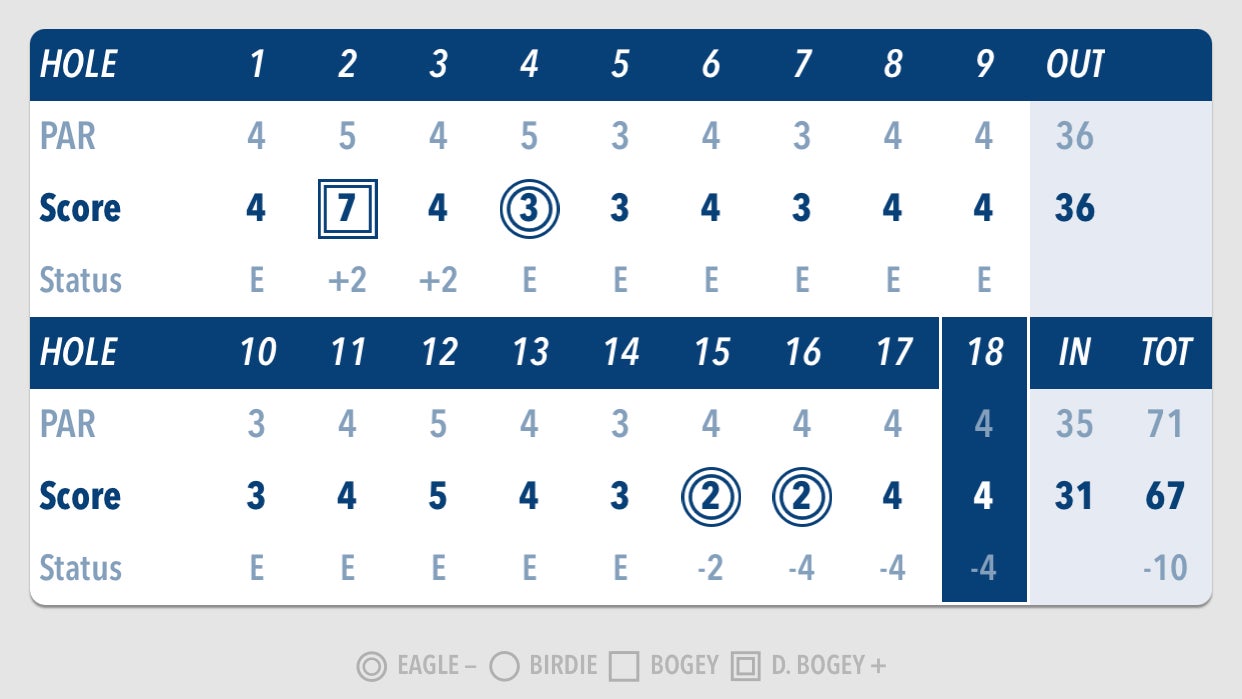 HOLE 1 2 3 4 5 6 7 8 9 OUT
PAR 4 5 4 5 3 4 3 4 4 36
Score 4 7 4 3 3 4 3 4 4 36
Status E +2 +2 E E E E E E
HOLE 10 11 12 13 14 15 16 17 18 IN TOT
PAR 3 4 5 4 3 4 4 4 4 35 71
Score 3 4 5 4 3 2 2 4 4 31 67
Status E E E E E -2 -4 -4 -4 -10
EAGLE – BIRDIE BOGEY D. BOGEY +